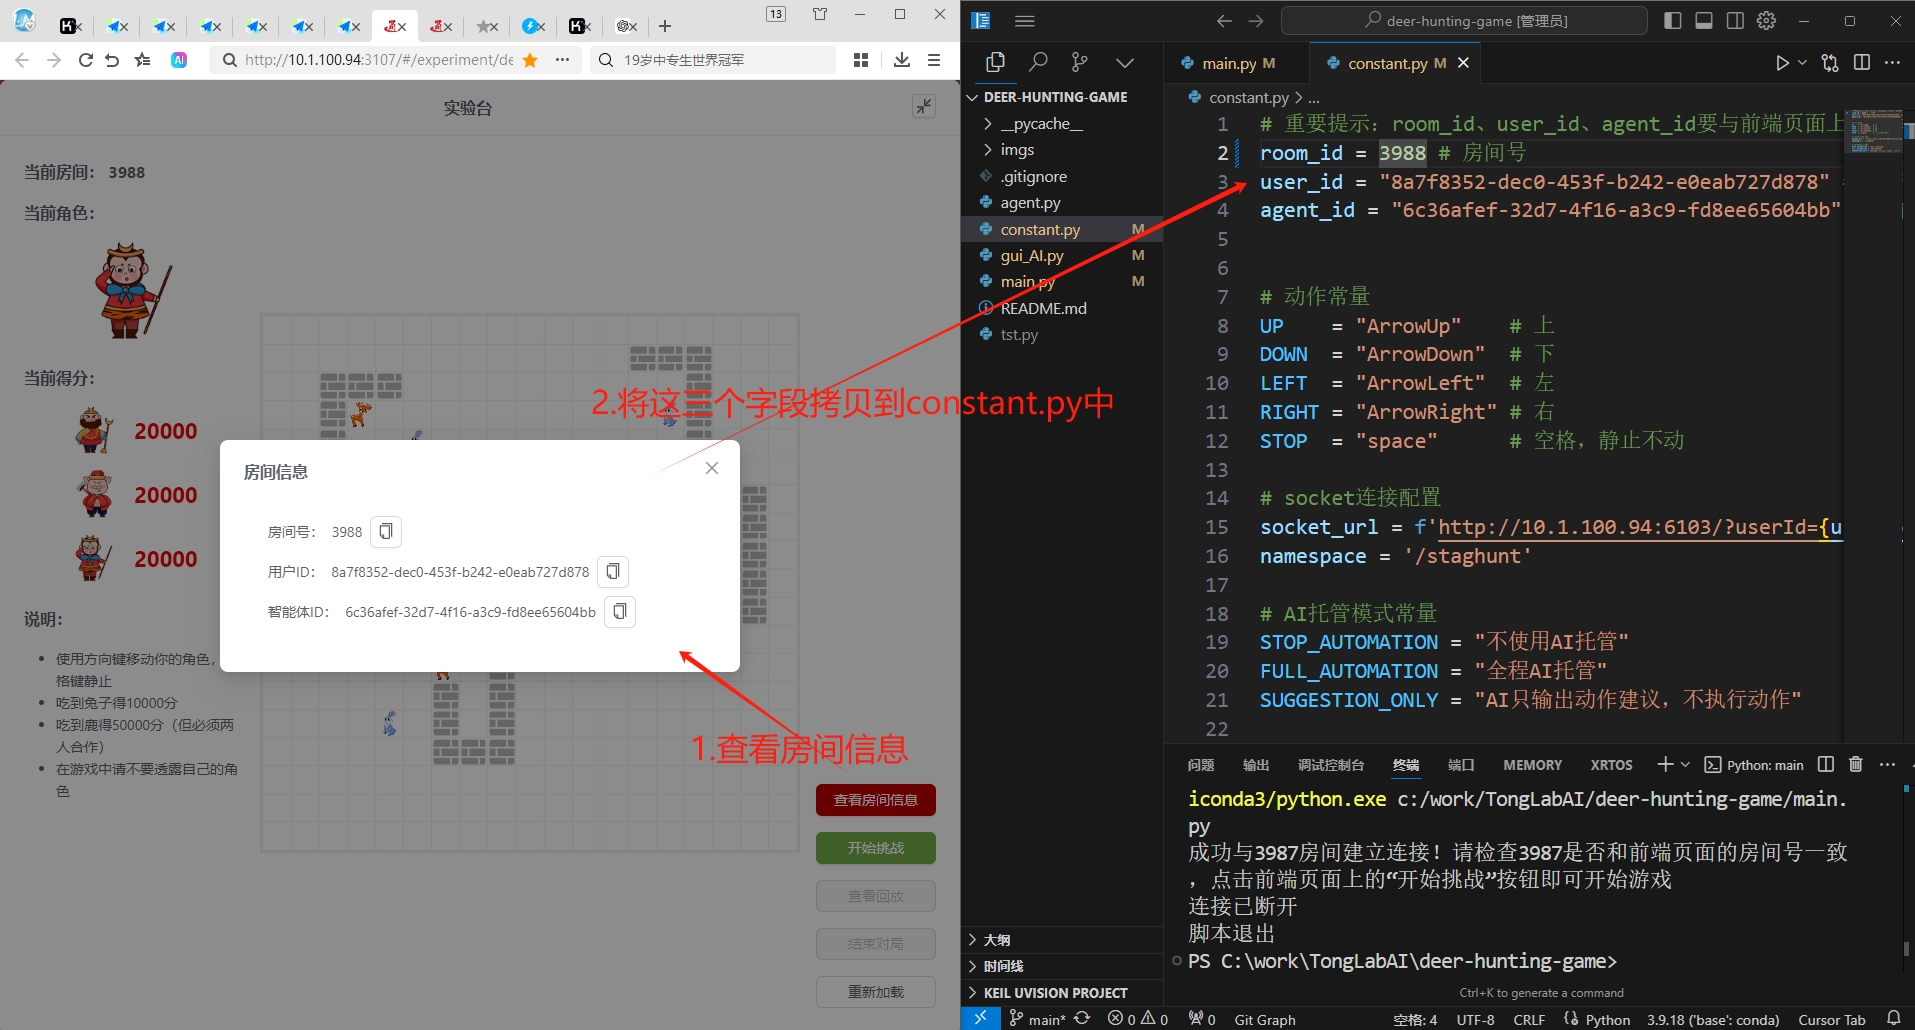 13
http://10.1.100.94:3107/#/experiment/de
19岁中专生世界冠军
实验台
当前房间： 3988
当前角色：
当前得分：
20000
20000
20000
说明：
使用方向键移动你的角色，
格键静止
吃到兔子得10000分
吃到鹿得50000分（但必须两
人合作）
在游戏中请不要透露自己的角
色
房间信息
房间号： 3988
用户ID： 8a7f8352-dec0-453f-b242-e0eab727d878
智能体ID： 6c36afef-32d7-4f16-a3c9-fd8ee65604bb
2.将这三个字段拷贝到constant.py中
1.查看房间信息
查看房间信息
开始挑战
查看回放
结束对局
重新加载
deer-hunting-game [管理员]
DEER-HUNTING-GAME
__pycache__
imgs
.gitignore
agent.py
constant.py M
gui_AI.py M
main.py M
README.md
tst.py
大纲
时间线
KEIL UVISION PROJECT
main.py M
constant.py M
constant.py > ...
1 # 重要提示：room_id、user_id、agent_id要与前端页面上
2 room_id = 3988 # 房间号
3 user_id = "8a7f8352-dec0-453f-b242-e0eab727d878"
4 agent_id = "6c36afef-32d7-4f16-a3c9-fd8ee65604bb"
5
6
7 # 动作常量
8 UP = "ArrowUp" # 上
9 DOWN = "ArrowDown" # 下
10 LEFT = "ArrowLeft" # 左
11 RIGHT = "ArrowRight" # 右
12 STOP = "space" # 空格，静止不动
13
14 # socket连接配置
15 socket_url = f'http://10.1.100.94:6103/?userId={u
16 namespace = '/staghunt'
17
18 # AI托管模式常量
19 STOP_AUTOMATION = "不使用AI托管"
20 FULL_AUTOMATION = "全程AI托管"
21 SUGGESTION_ONLY = "AI只输出动作建议，不执行动作"
22
问题 输出 调试控制台 终端 端口 MEMORY XRTOS Python: main
iconda3/python.exe c:/work/TongLabAI/deer-hunting-game/main.
py
成功与3987房间建立连接！请检查3987是否和前端页面的房间号一致
，点击前端页面上的“开始挑战”按钮即可开始游戏
连接已断开
脚本退出
PS C:\work\TongLabAI\deer-hunting-game>
Ctrl+K to generate a command
main* 0 0 0 Git Graph 空格: 4 UTF-8 CRLF Python 3.9.18 ('base': conda) Cursor Tab